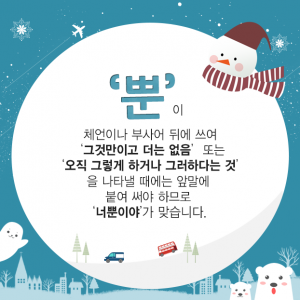 ‘뿐’이
체언이나 부사어 뒤에 쓰여
‘그것만이고 더는 없음’ 또는
‘오직 그렇게 하거나 그러하다는 것’
을 나타낼 때에는 앞말에
붙여 써야 하므로
‘너뿐이야’가 맞습니다.